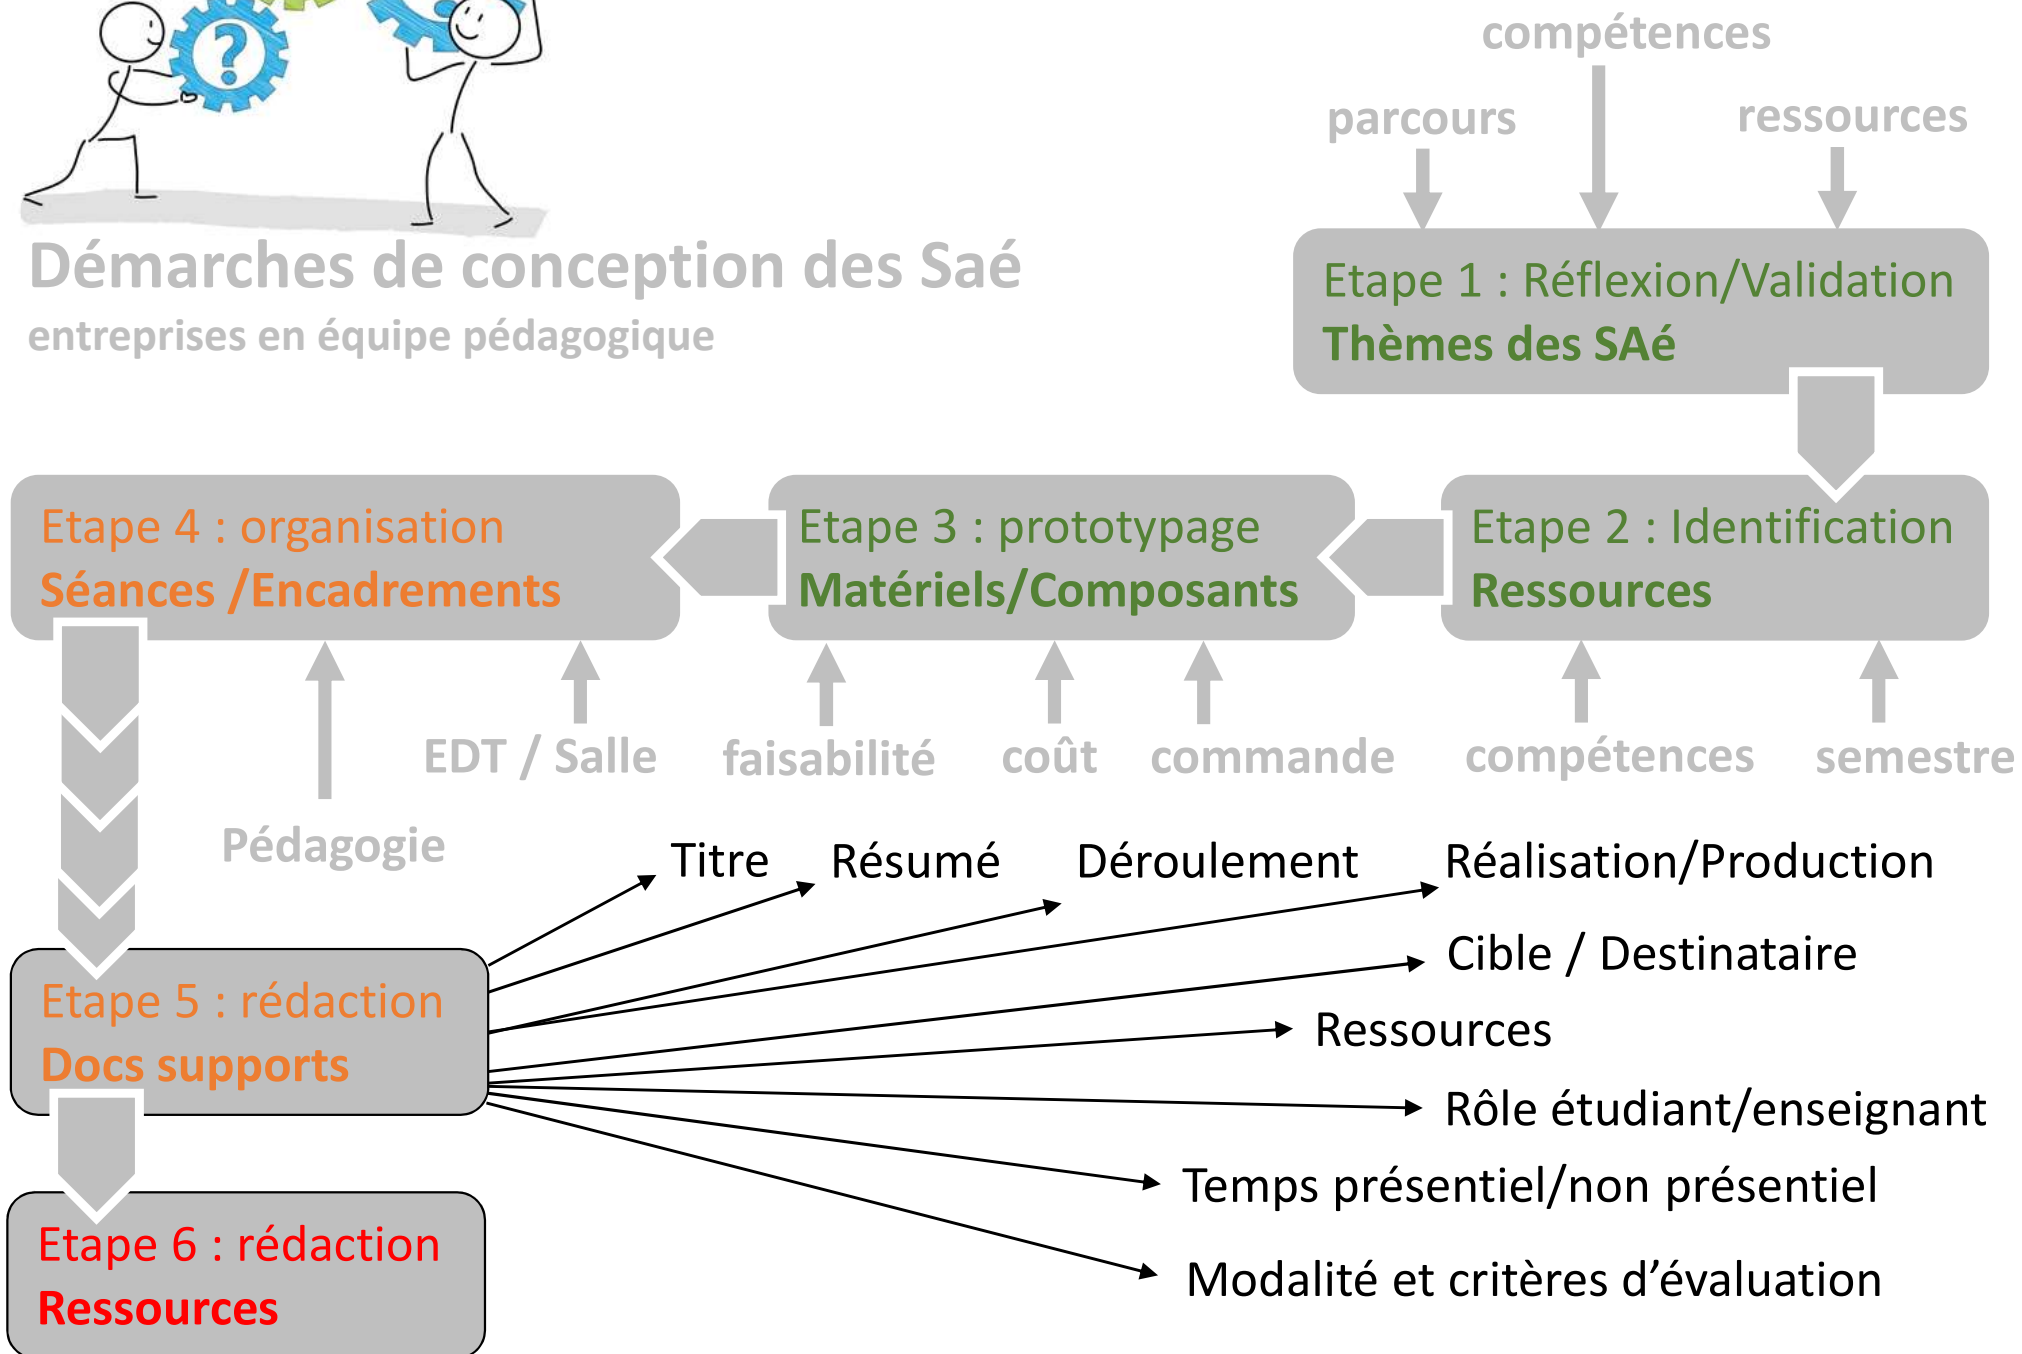 ?
Démarches de conception des Saé
entreprises en équipe pédagogique
compétences
parcours
ressources
Etape 1 : Réflexion/Validation
Thèmes des SAé
Etape 2 : Identification
Ressources
compétences
semestre
Etape 3 : prototypage
Matériels/Composants
faisabilité
coût
commande
Etape 4 : organisation
Séances /Encadrements
EDT / Salle
Pédagogie
Etape 5 : rédaction
Docs supports
Titre
Résumé
Déroulement
Réalisation/Production
Cible / Destinataire
Ressources
Rôle étudiant/enseignant
Temps présentiel/non présentiel
Modalité et critères d’évaluation
Etape 6 : rédaction
Ressources